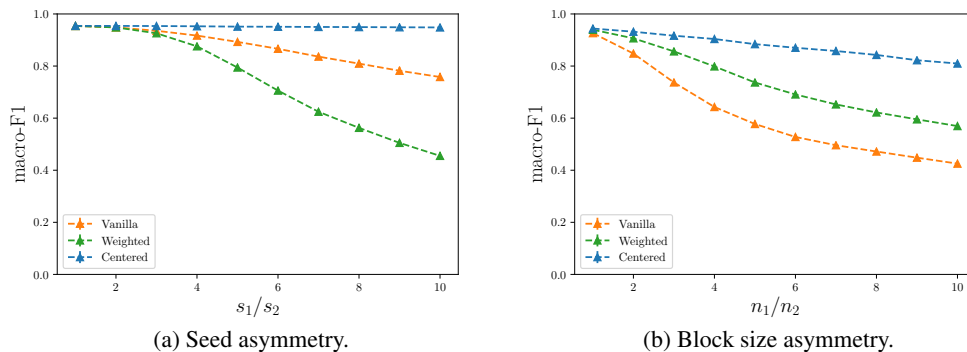 1.0
0.8
0.6
0.4
0.2
0.0
macro-F1
Vanilla
Weighted
Centered
2 4 6 8 10
s₁/s₂
(a) Seed asymmetry.
1.0
0.8
0.6
0.4
0.2
0.0
macro-F1
Vanilla
Weighted
Centered
2 4 6 8 10
n₁/n₂
(b) Block size asymmetry.